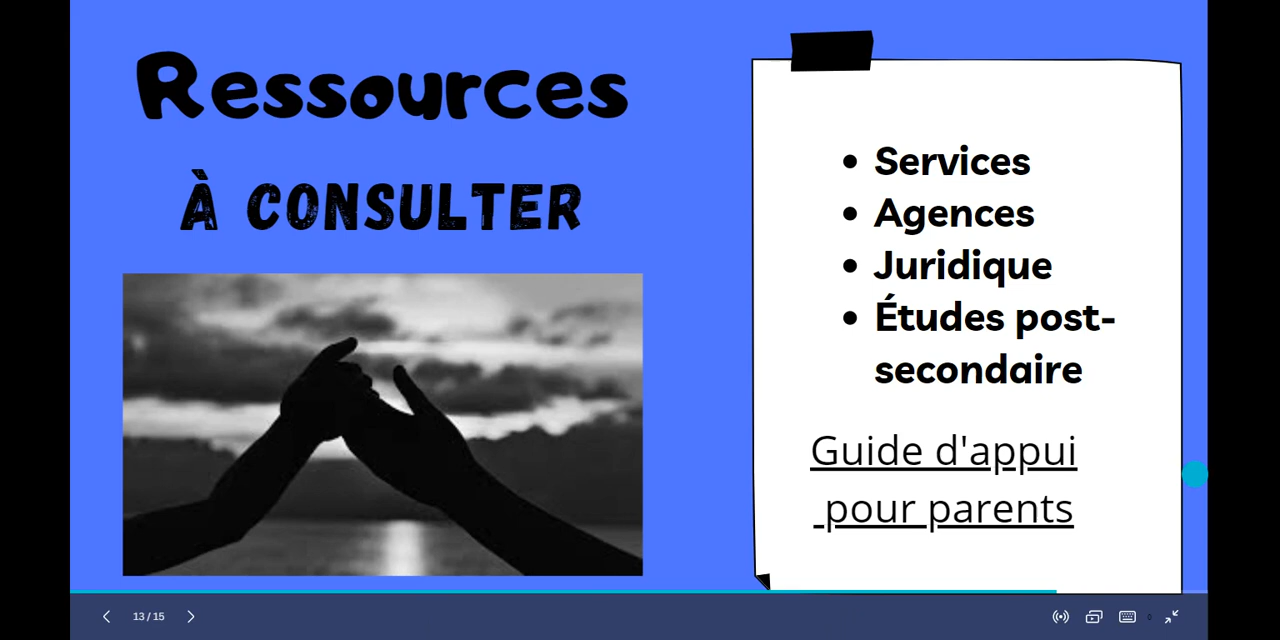 Ressources
À CONSULTER
• Services
• Agences
• Juridique
• Études post-
secondaire
Guide d'appui
pour parents
13 / 15